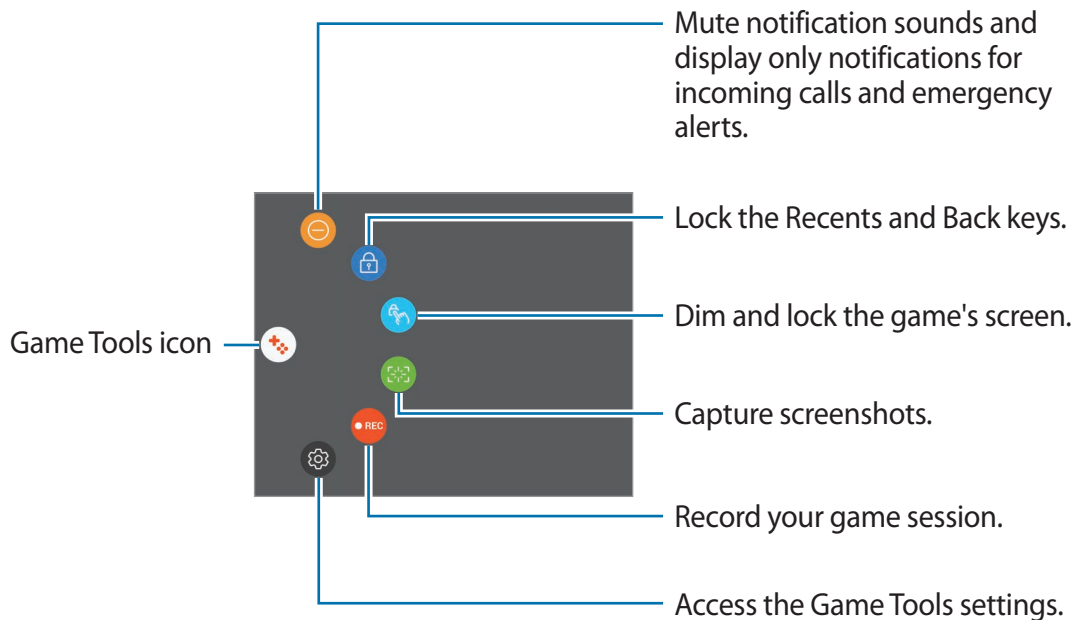 Mute notification sounds and
display only notifications for
incoming calls and emergency
alerts.
Lock the Recents and Back keys.
Dim and lock the game's screen.
Game Tools icon
Capture screenshots.
REC
Record your game session.
Access the Game Tools settings.